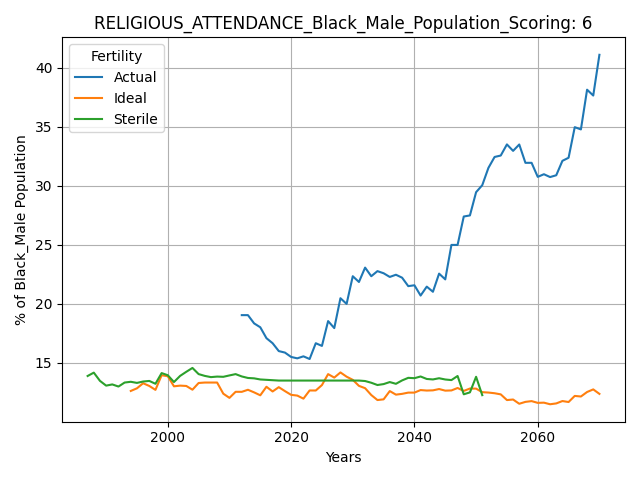 RELIGIOUS_ATTENDANCE_Black_Male_Population_Scoring: 6
Fertility
Actual
Ideal
Sterile
% of Black_Male Population
40
35
30
25
20
15
2000 2020 2040 2060
Years